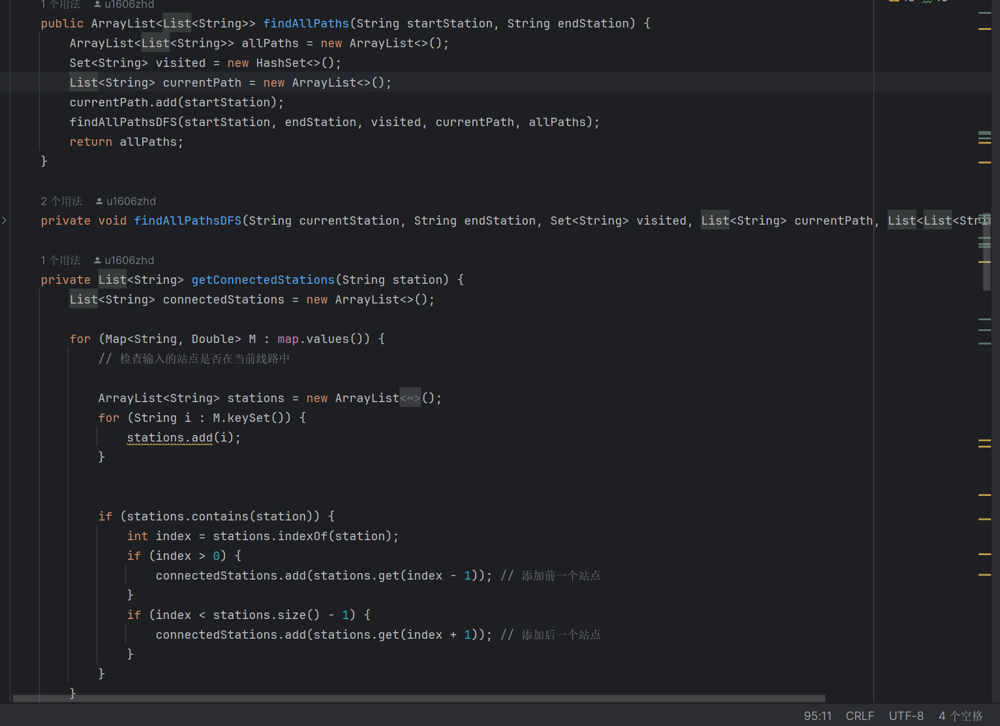 1 个用法 u1606zhd
public ArrayList<List<String>> findAllPaths(String startStation, String endStation) {
ArrayList<List<String>> allPaths = new ArrayList<>();
Set<String> visited = new HashSet<>();
List<String> currentPath = new ArrayList<>();
currentPath.add(startStation);
findAllPathsDFS(startStation, endStation, visited, currentPath, allPaths);
return allPaths;
}
2 个用法 u1606zhd
private void findAllPathsDFS(String currentStation, String endStation, Set<String> visited, List<String> currentPath, List<List<Stri
1 个用法 u1606zhd
private List<String> getConnectedStations(String station) {
List<String> connectedStations = new ArrayList<>();
for (Map<String, Double> M : map.values()) {
// 检查输入的站点是否在当前线路中
ArrayList<String> stations = new ArrayList<~>();
for (String i : M.keySet()) {
stations.add(i);
}
if (stations.contains(station)) {
int index = stations.indexOf(station);
if (index > 0) {
connectedStations.add(stations.get(index - 1)); // 添加前一个站点
}
if (index < stations.size() - 1) {
connectedStations.add(stations.get(index + 1)); // 添加后一个站点
}
}
}
95:11 CRLF UTF-8 4 个空格